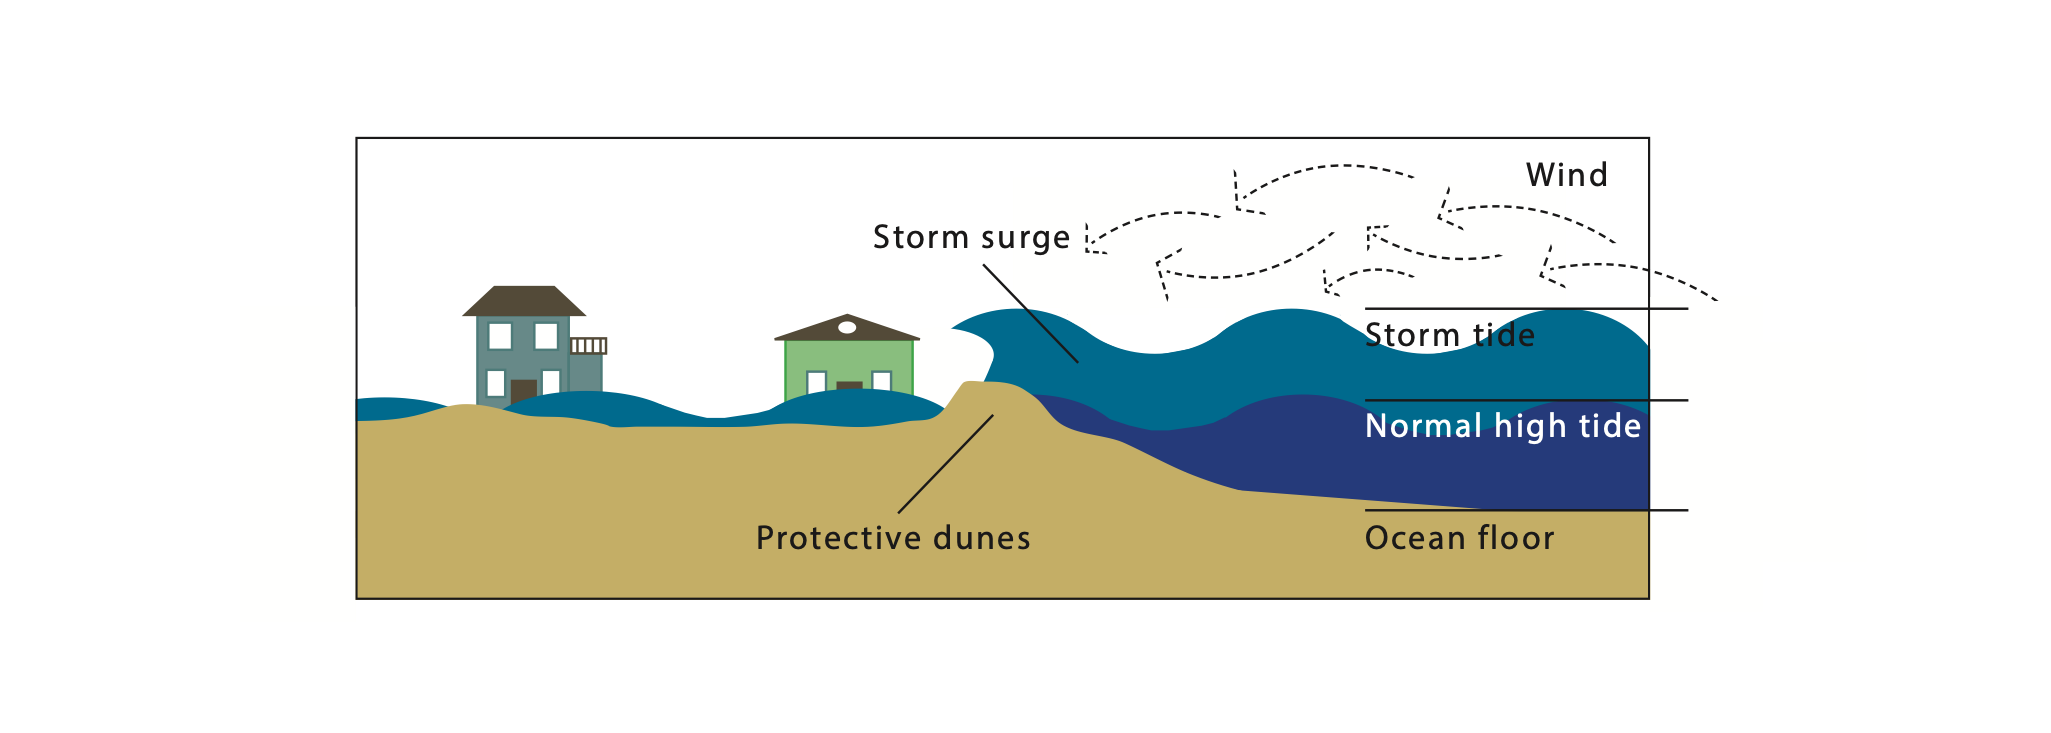 Wind
Storm surge
Storm tide
Normal high tide
Protective dunes
Ocean floor